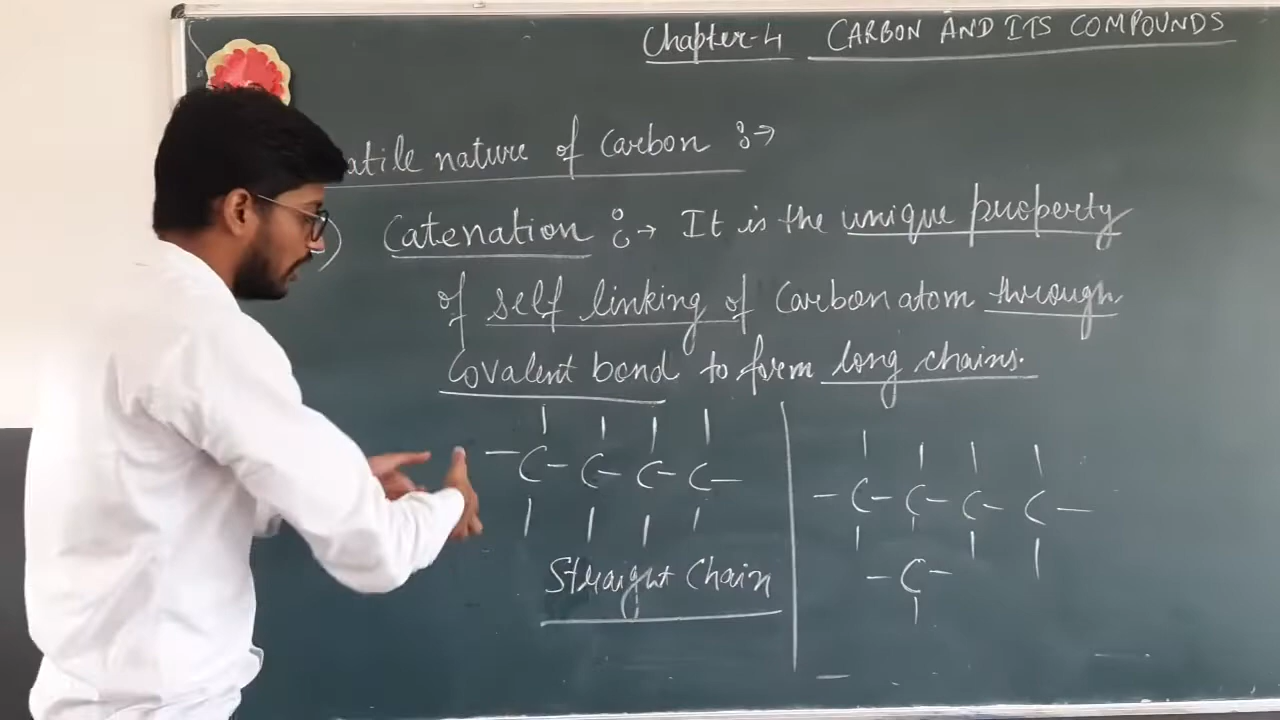 Chapter-4 CARBON AND ITS COMPOUNDS
atile nature of Carbon :→
) Catenation :→ It is the unique property
of self linking of Carbon atom through
Covalent bond to form long chains.
-C-C-C-C-
-C-C-C-C-
Straight Chain
-C-